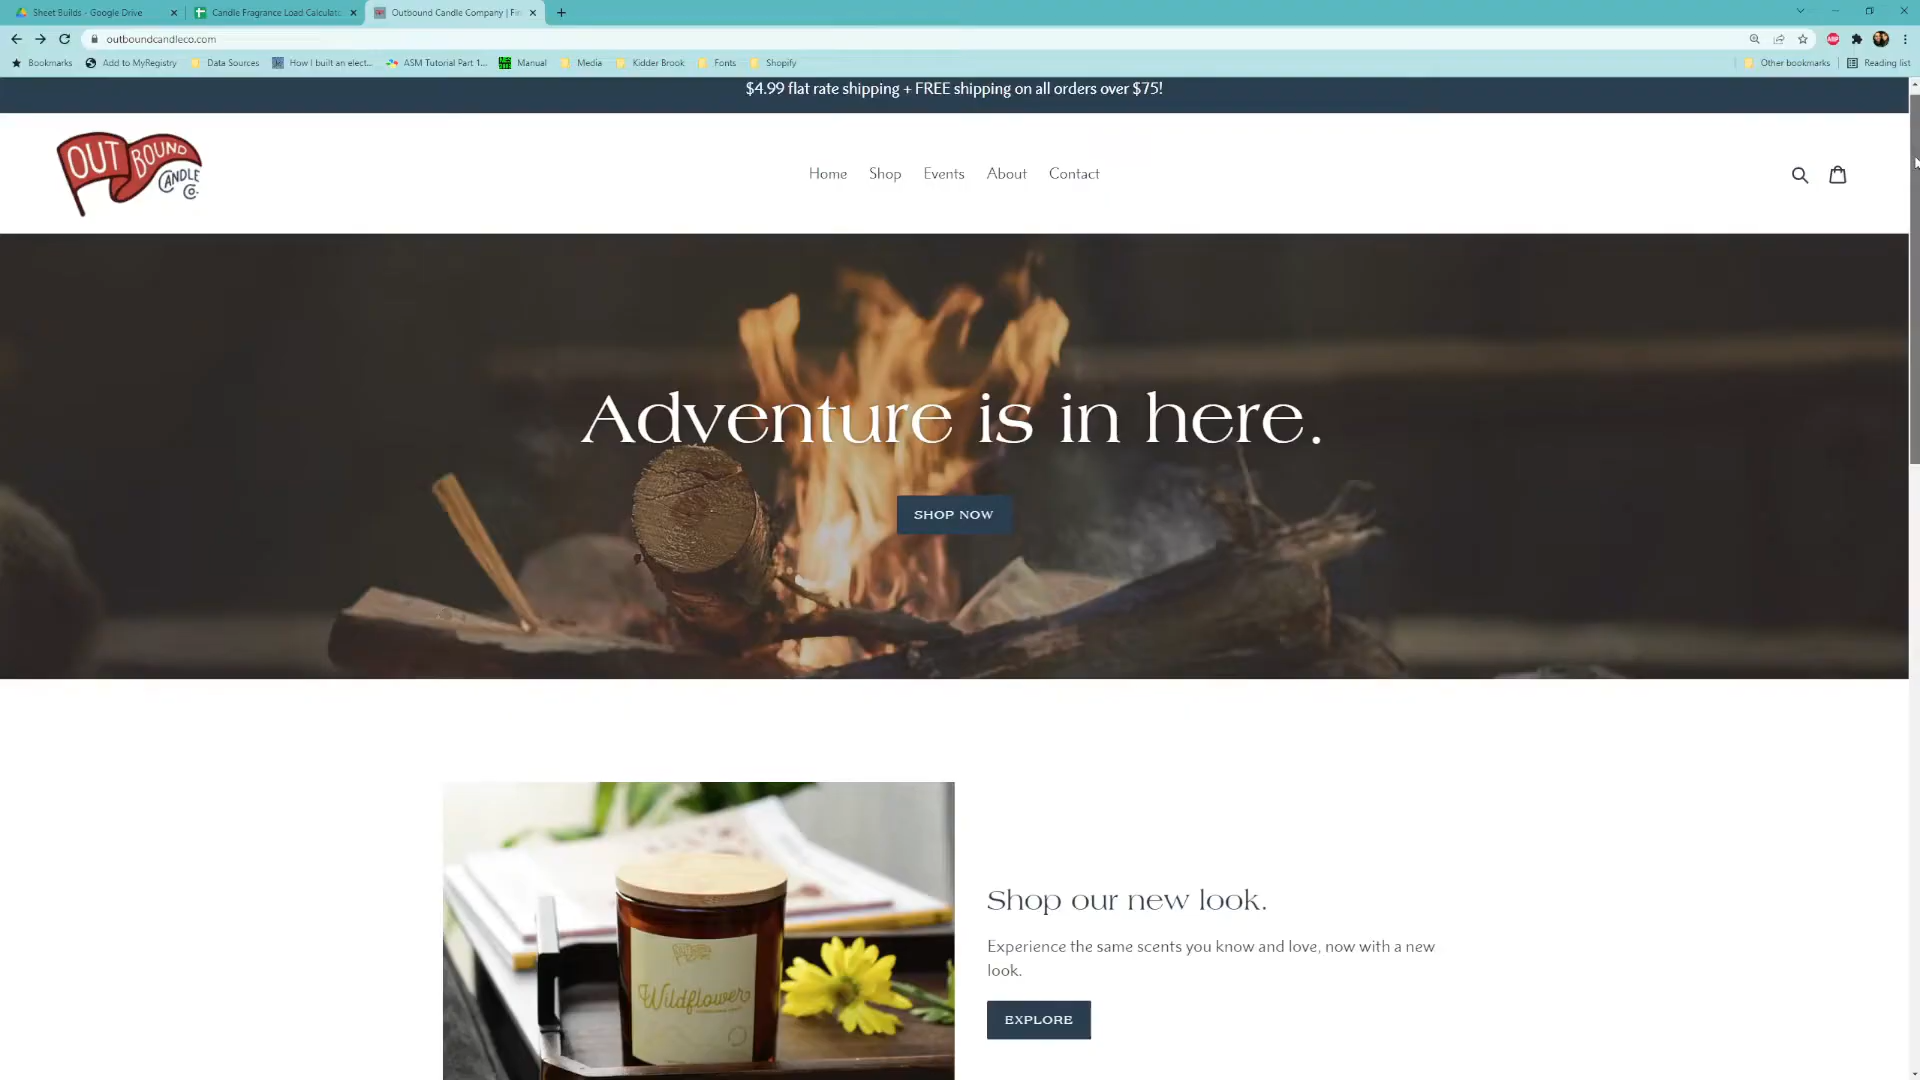 Sheet Builds - Google Drive
Candle Fragrance Load Calculato
Outbound Candle Company | Fi
outboundcandleco.com
Bookmarks
Add to MyRegistry
Data Sources
How I built an elect...
ASM Tutorial Part 1...
Manual
Media
Kidder Brook
Fonts
Shopify
Other bookmarks
Reading list
$4.99 flat rate shipping + FREE shipping on all orders over $75!
OUT BOUND
CANDLE
CO.
Home
Shop
Events
About
Contact
Adventure is in here.
SHOP NOW
Wildflower
Shop our new look.
Experience the same scents you know and love, now with a new
look.
EXPLORE